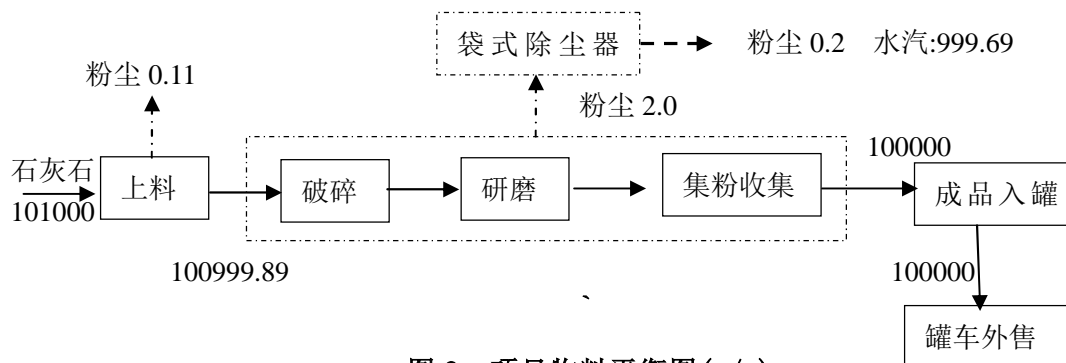 袋式除尘器
粉尘 0.2 水汽:999.69
粉尘 0.11
粉尘 2.0
石灰石
101000
上料
破碎
研磨
集粉收集
100000
成品入罐
100999.89
100000
、
罐车外售